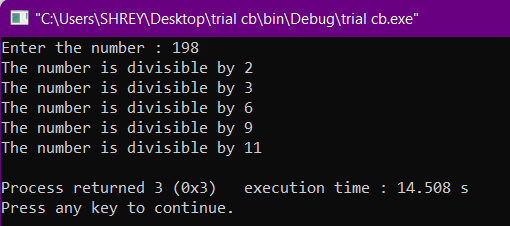 "C:\Users\SHREY\Desktop\trial cb\bin\Debug\trial cb.exe"
Enter the number : 198
The number is divisible by 2
The number is divisible by 3
The number is divisible by 6
The number is divisible by 9
The number is divisible by 11
Process returned 3 (0x3)   execution time : 14.508 s
Press any key to continue.